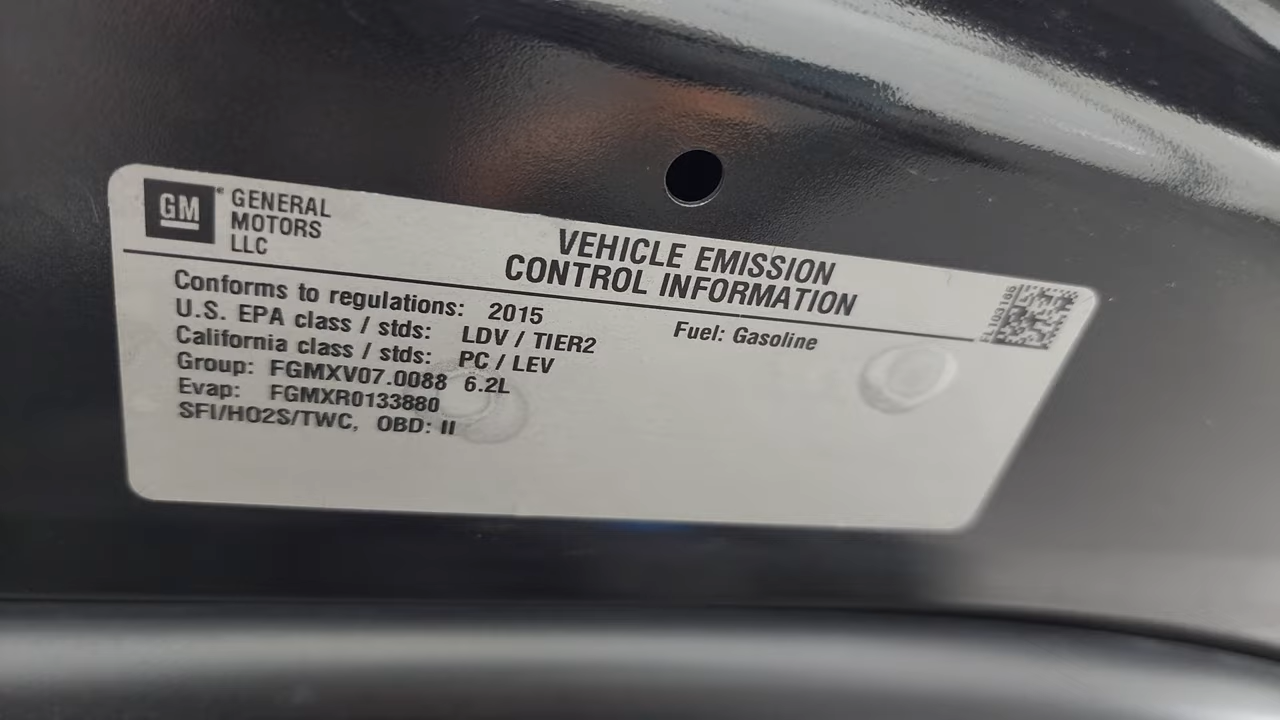 GM GENERAL
MOTORS
LLC
VEHICLE EMISSION
CONTROL INFORMATION
Conforms to regulations: 2015
Fuel: Gasoline
U.S. EPA class / stds: LDV / TIER2
California class / stds: PC / LEV
Group: FGMXV07.0088 6.2L
Evap: FGMXR0133880
SFI/HO2S/TWC, OBD: II